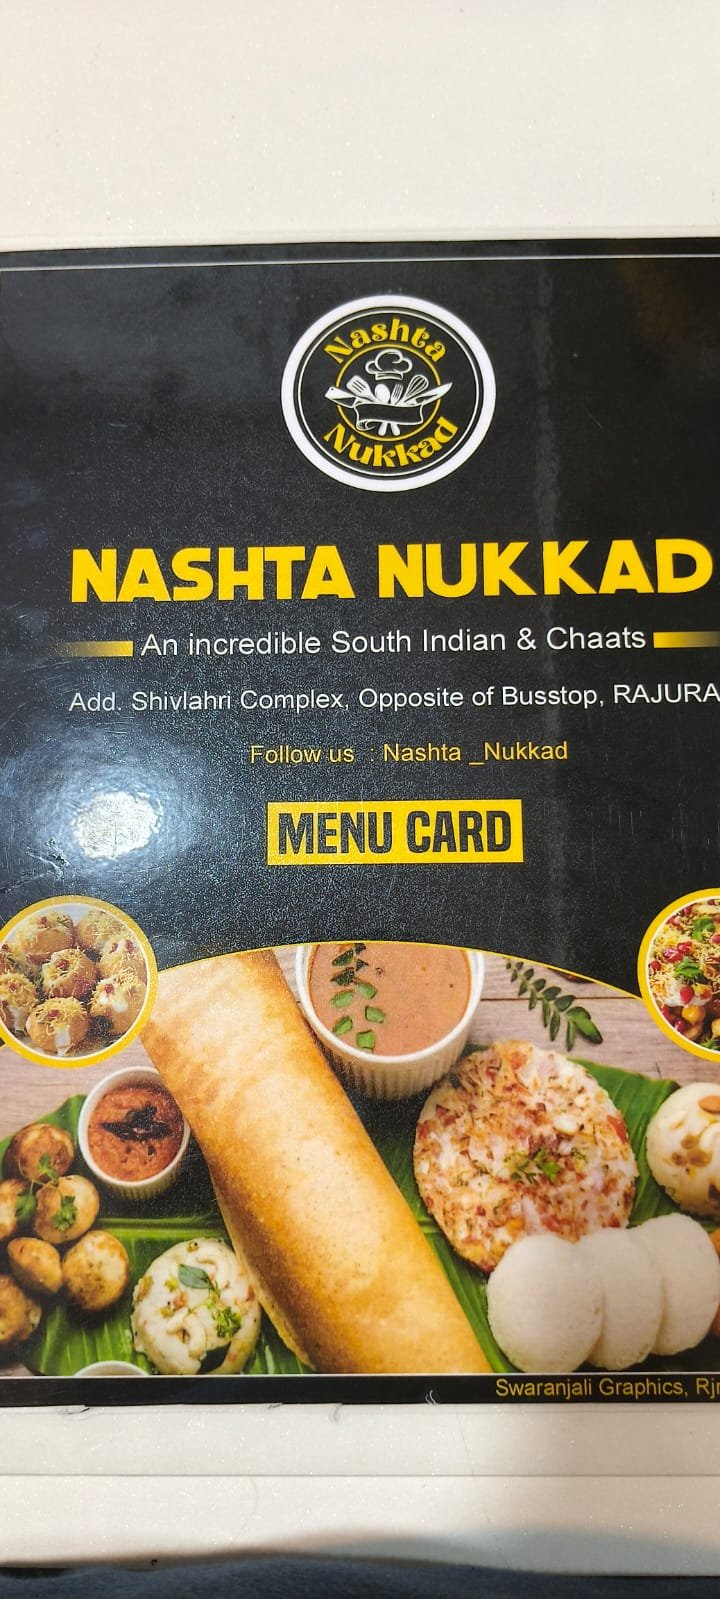 Nashta
Nukkad
NASHTA NUKKAD
An incredible South Indian & Chaats
Add. Shivlahri Complex, Opposite of Busstop, RAJURA
Follow us : Nashta _Nukkad
MENU CARD
Swaranjali Graphics,